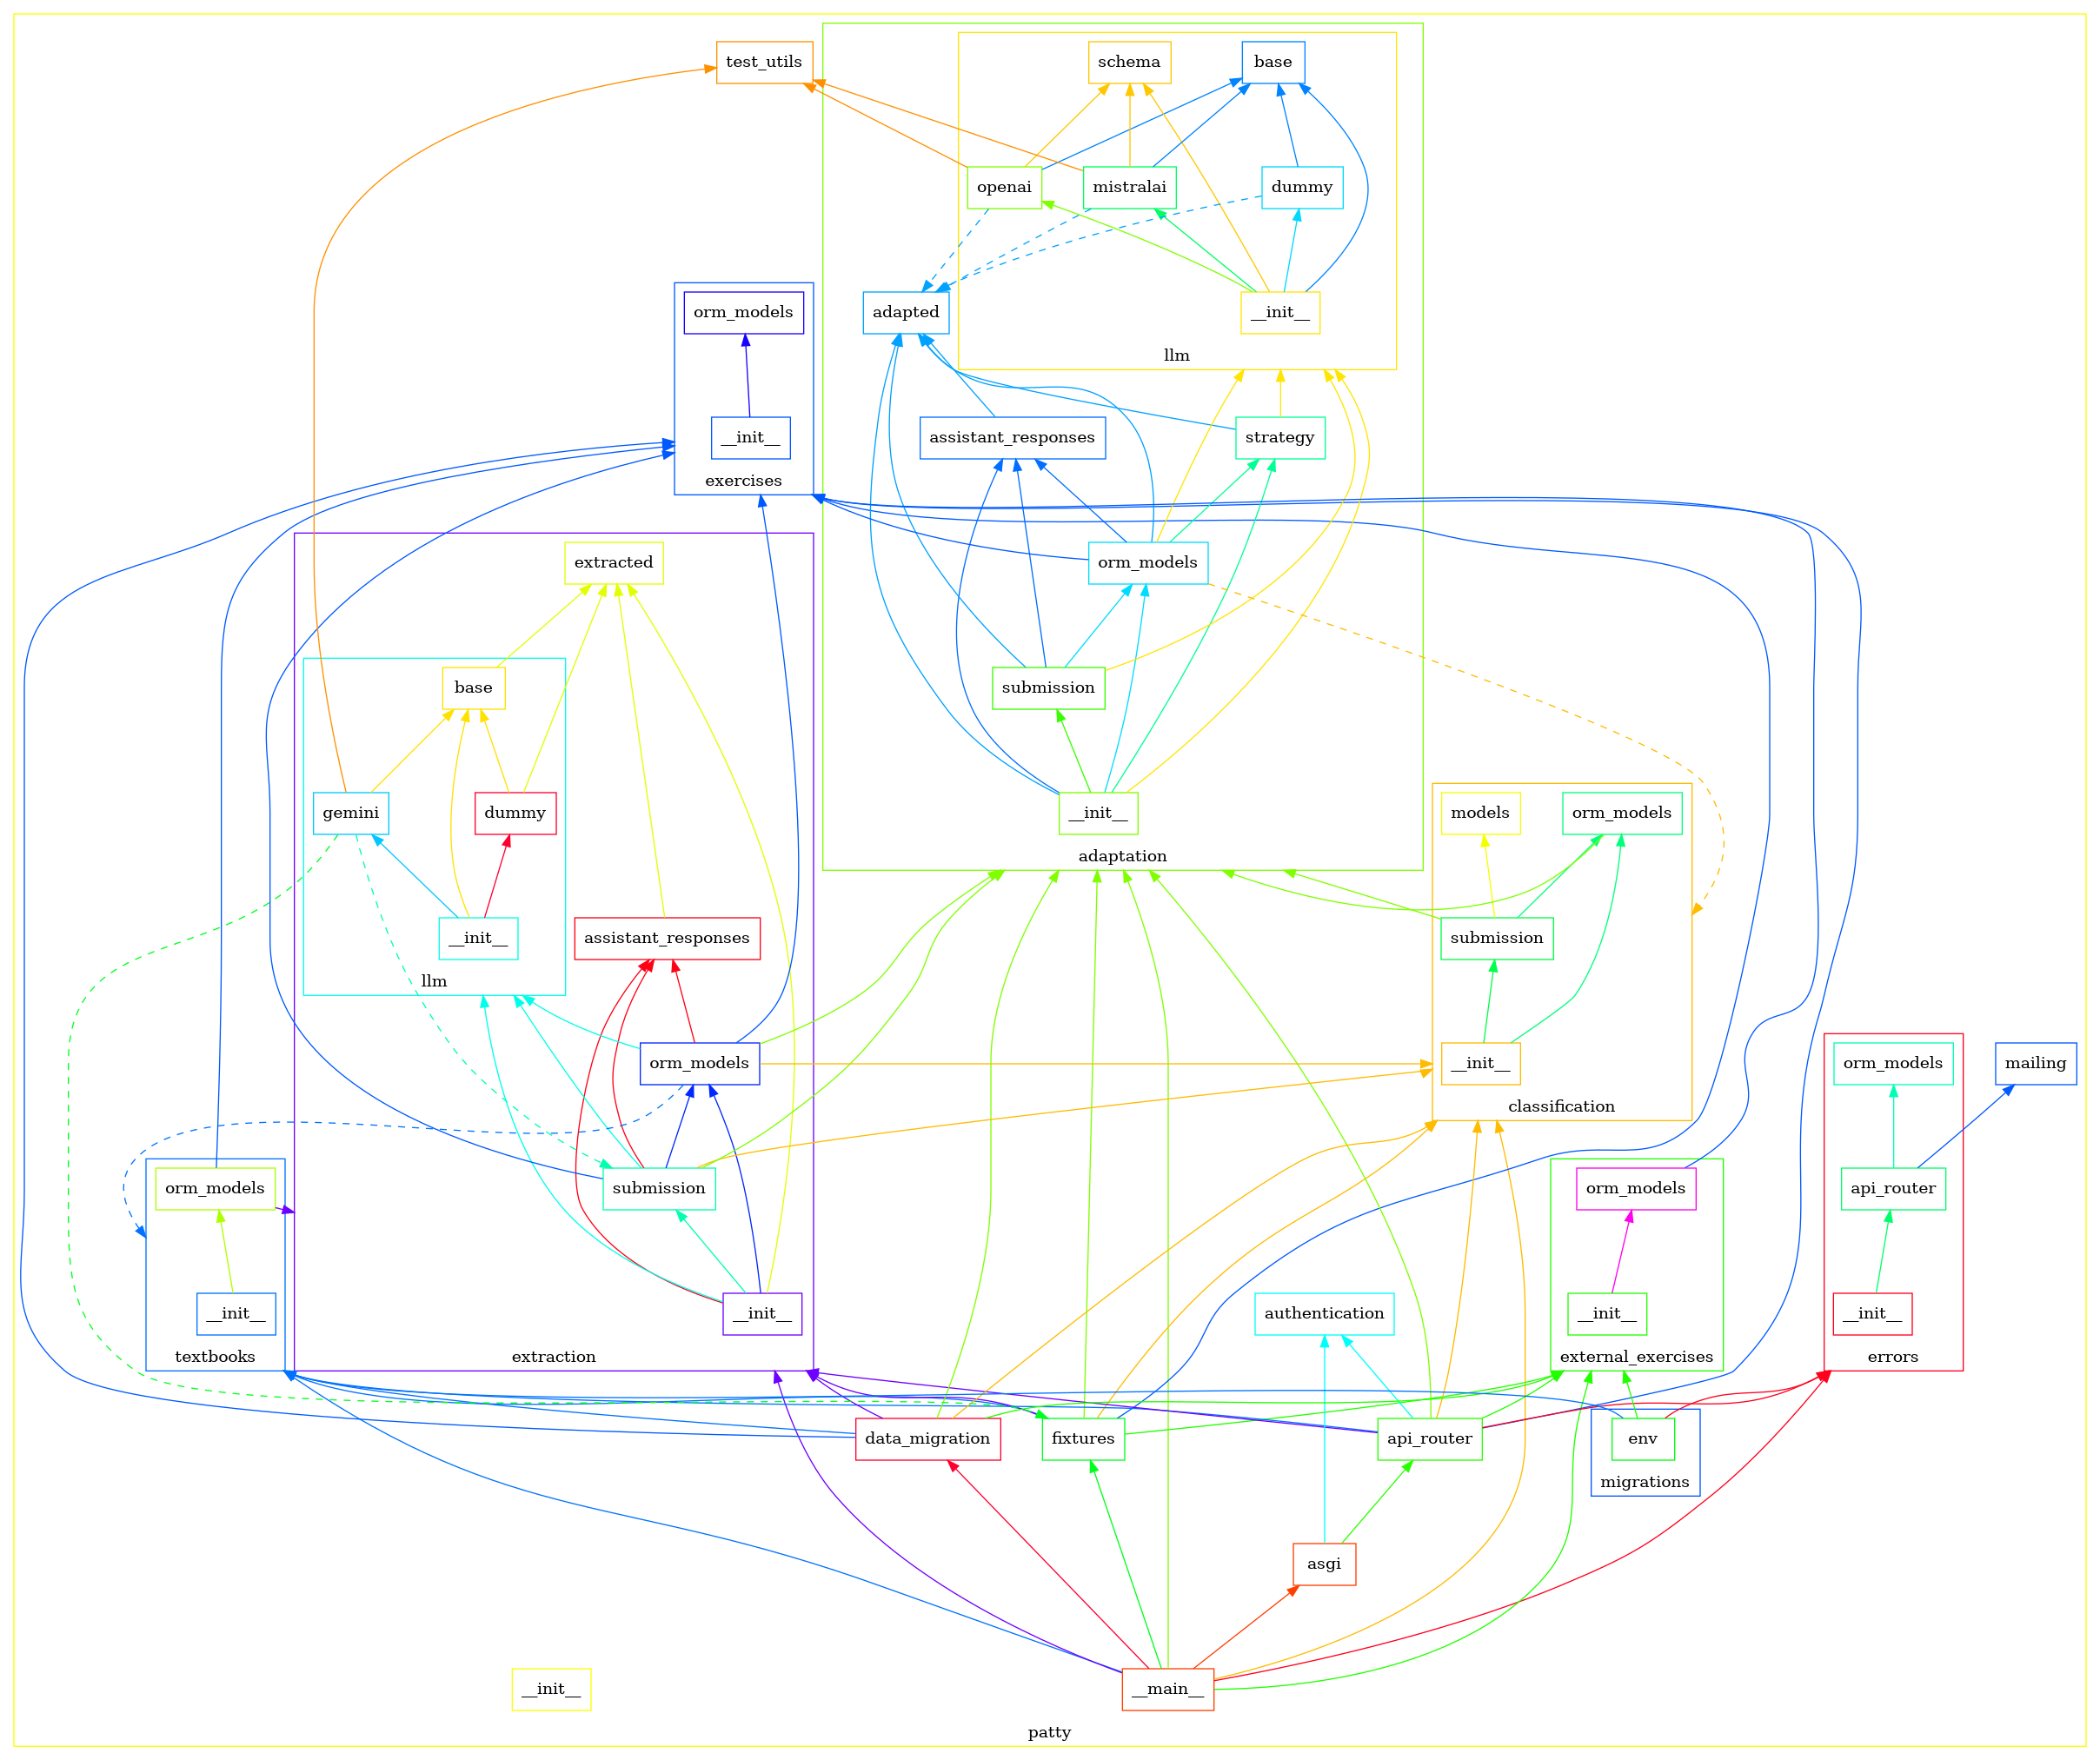 test_utils
schema
base
openai
mistralai
dummy
orm_models
adapted
__init__
llm
assistant_responses
strategy
__init__
exercises
extracted
orm_models
base
submission
gemini
dummy
__init__
models
orm_models
adaptation
__init__
assistant_responses
submission
llm
orm_models
__init__
orm_models
mailing
classification
orm_models
submission
orm_models
api_router
__init__
__init__
authentication
__init__
__init__
textbooks
extraction
external_exercises
errors
data_migration
fixtures
api_router
env
migrations
asgi
__init__
__main__
patty